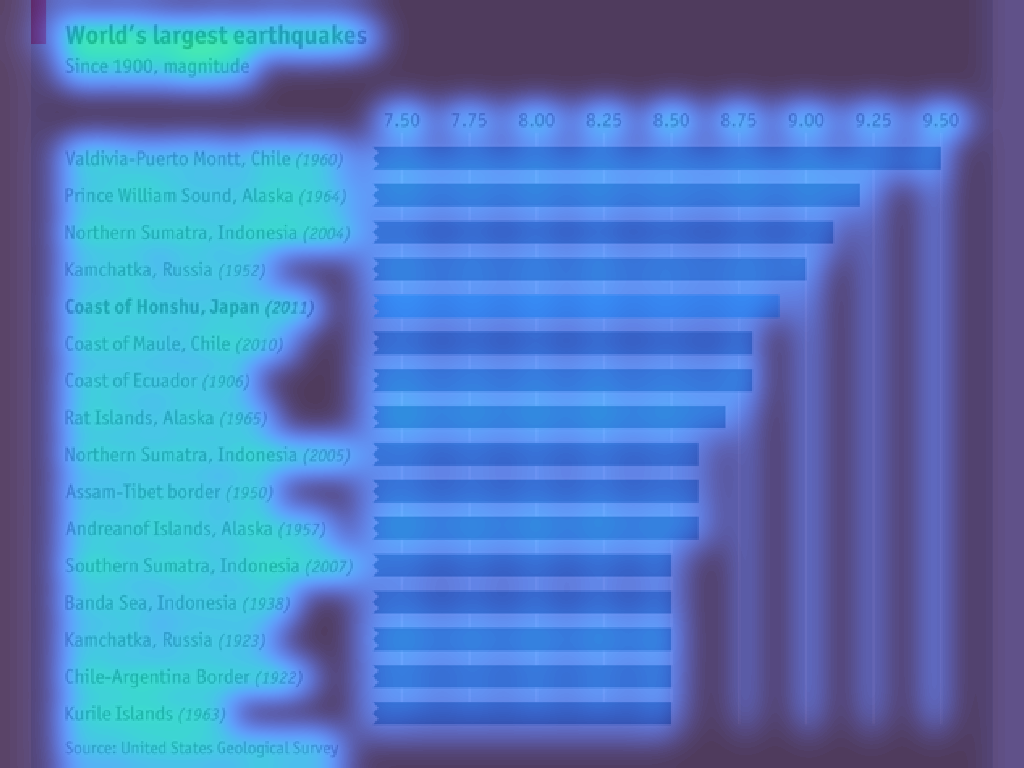 World's largest earthquakes
Since 1900, magnitude
7.50 7.75 8.00 8.25 8.50 8.75 9.00 9.25 9.50
Valdivia-Puerto Montt, Chile (1960)
Prince William Sound, Alaska (1964)
Northern Sumatra, Indonesia (2004)
Kamchatka, Russia (1952)
Coast of Honshu, Japan (2011)
Coast of Maule, Chile (2010)
Coast of Ecuador (1906)
Rat Islands, Alaska (1965)
Northern Sumatra, Indonesia (2005)
Assam-Tibet border (1950)
Andreanof Islands, Alaska (1957)
Southern Sumatra, Indonesia (2007)
Banda Sea, Indonesia (1938)
Kamchatka, Russia (1923)
Chile-Argentina Border (1922)
Kurile Islands (1963)
Source: United States Geological Survey